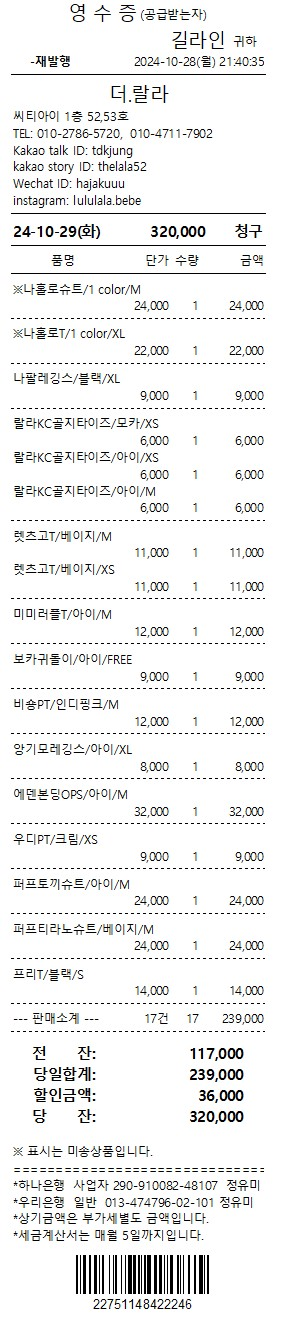 영 수 증 (공급받는자)
길라인 귀하
-재발행 2024-10-28(월) 21:40:35
더.랄라
씨티아이 1층 52,53호
TEL: 010-2786-5720, 010-4711-7902
Kakao talk ID: tdkjung
kakao story ID: thelala52
Wechat ID: hajakuuu
instagram: lululala.bebe
24-10-29(화) 320,000 청구
품명 단가 수량 금액
※나홀로슈트/1 color/M
24,000 1 24,000
※나홀로T/1 color/XL
22,000 1 22,000
나팔레깅스/블랙/XL
9,000 1 9,000
랄라KC골지타이즈/모카/XS
6,000 1 6,000
랄라KC골지타이즈/아이/XS
6,000 1 6,000
랄라KC골지타이즈/아이/M
6,000 1 6,000
렛츠고T/베이지/M
11,000 1 11,000
렛츠고T/베이지/XS
11,000 1 11,000
미미러플T/아이/M
12,000 1 12,000
보카귀돌이/아이/FREE
9,000 1 9,000
비숑PT/인디핑크/M
12,000 1 12,000
양기모레깅스/아이/XL
8,000 1 8,000
에덴본딩OPS/아이/M
32,000 1 32,000
우디PT/크림/XS
9,000 1 9,000
퍼프토끼슈트/아이/M
24,000 1 24,000
퍼프티라노슈트/베이지/M
24,000 1 24,000
프리T/블랙/S
14,000 1 14,000
--- 판매소계 --- 17건 17 239,000
전 잔: 117,000
당일합계: 239,000
할인금액: 36,000
당 잔: 320,000
※ 표시는 미송상품입니다.
*하나은행 사업자 290-910082-48107 정유미
*우리은행 일반 013-474796-02-101 정유미
*상기금액은 부가세별도 금액입니다.
*세금계산서는 매월 5일까지입니다.
22751148422246